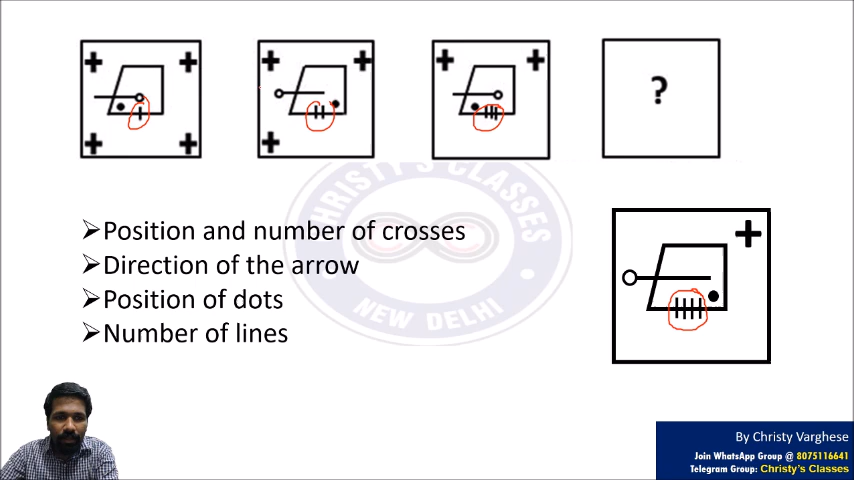 ?
CHRISTY'S CLASSES
NEW DELHI
➢Position and number of crosses
➢Direction of the arrow
➢Position of dots
➢Number of lines
By Christy Varghese
Join WhatsApp Group @ 8075116641
Telegram Group: Christy's Classes